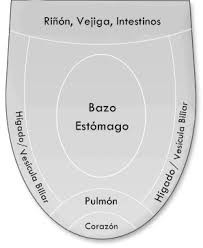 Riñón, Vejiga, Intestinos
Bazo
Estómago
Hígado / Vesícula Biliar
Hígado / Vesícula Biliar
Pulmón
Corazón